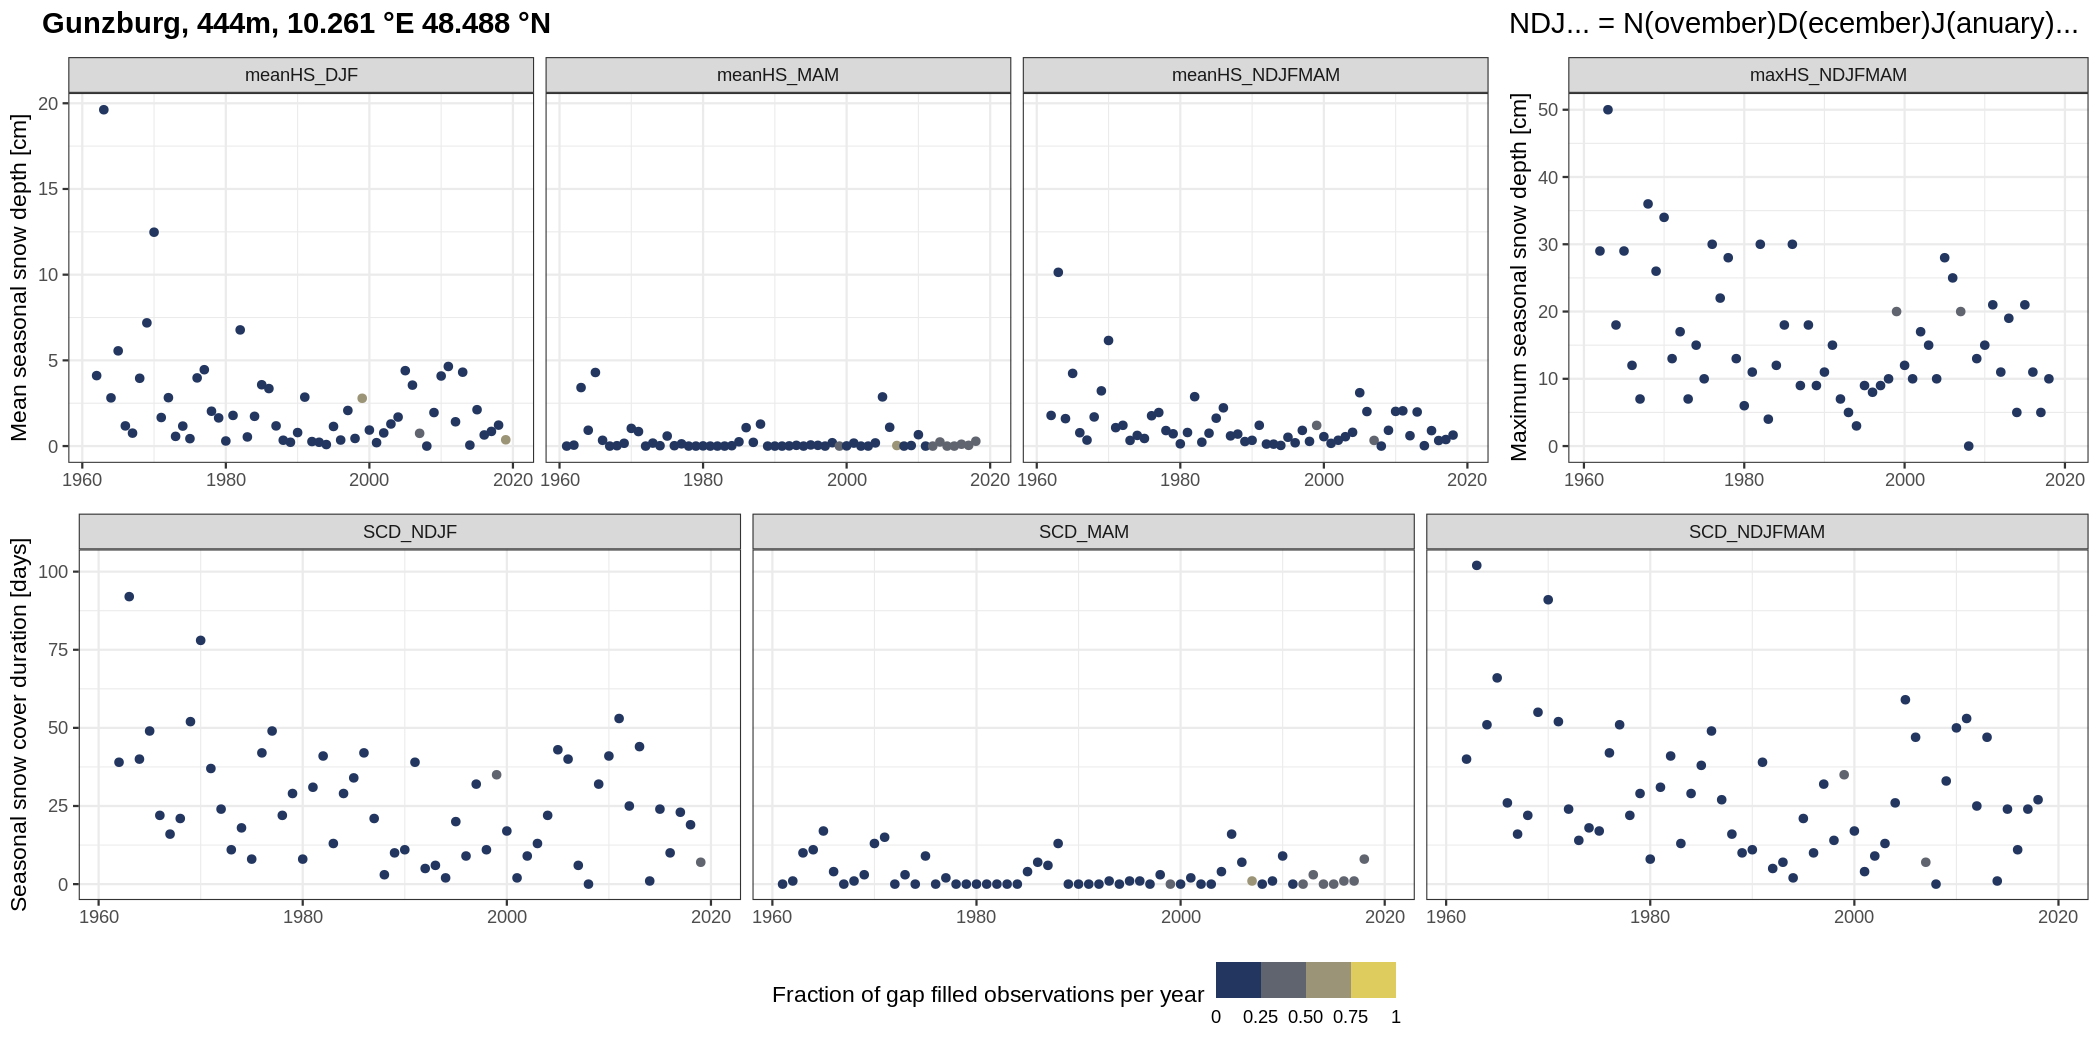 Gunzburg, 444m, 10.261 °E 48.488 °N
NDJ... = N(ovember)D(ecember)J(anuary)...
meanHS_DJF
meanHS_MAM
meanHS_NDJFMAM
maxHS_NDJFMAM
Mean seasonal snow depth [cm]
20
15
10
5
0
1960 1980 2000 2020
1960 1980 2000 2020
1960 1980 2000 2020
Maximum seasonal snow depth [cm]
50
40
30
20
10
0
1960 1980 2000 2020
SCD_NDJF
SCD_MAM
SCD_NDJFMAM
Seasonal snow cover duration [days]
100
75
50
25
0
1960 1980 2000 2020
1960 1980 2000 2020
1960 1980 2000 2020
Fraction of gap filled observations per year
0 0.25 0.50 0.75 1